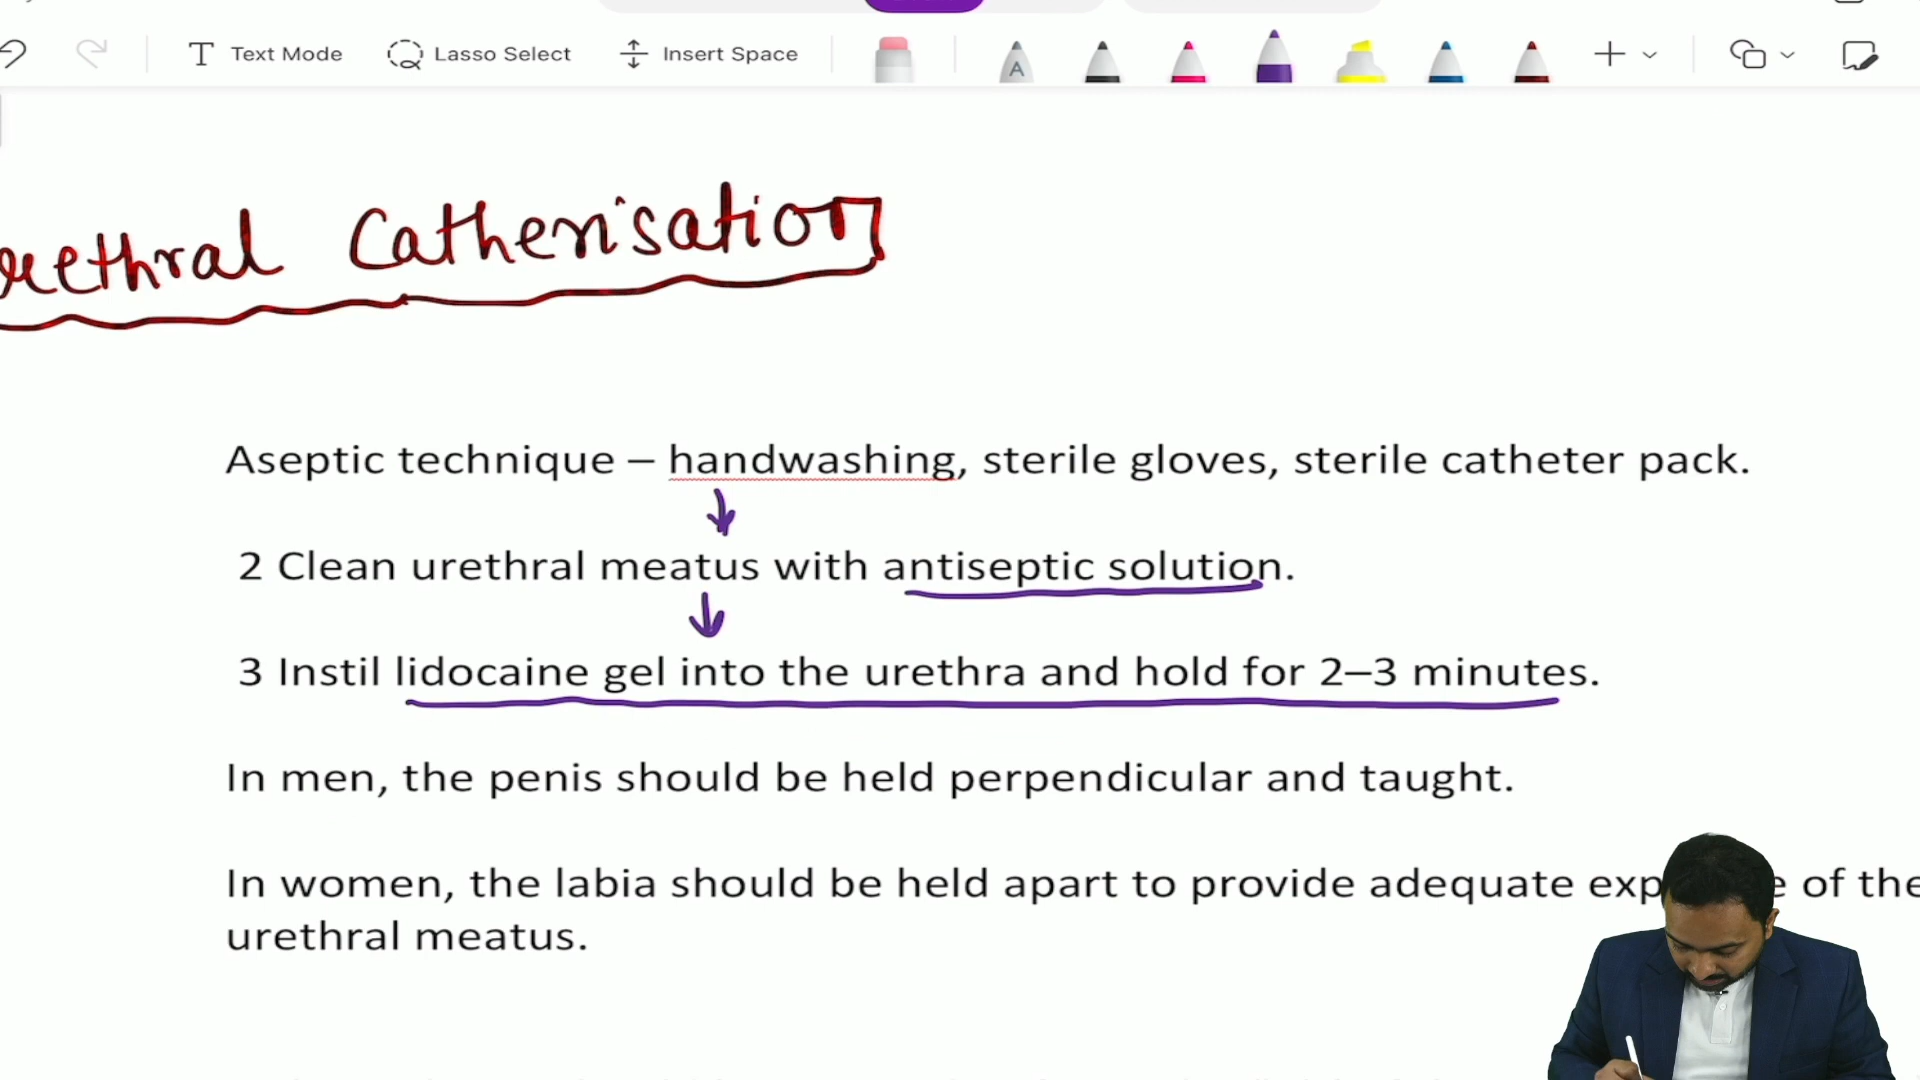 Text Mode Lasso Select Insert Space
A
Catherisation
Aseptic technique – handwashing, sterile gloves, sterile catheter pack.
2 Clean urethral meatus with antiseptic solution.
3 Instil lidocaine gel into the urethra and hold for 2–3 minutes.
In men, the penis should be held perpendicular and taught.
In women, the labia should be held apart to provide adequate of the
urethral meatus.